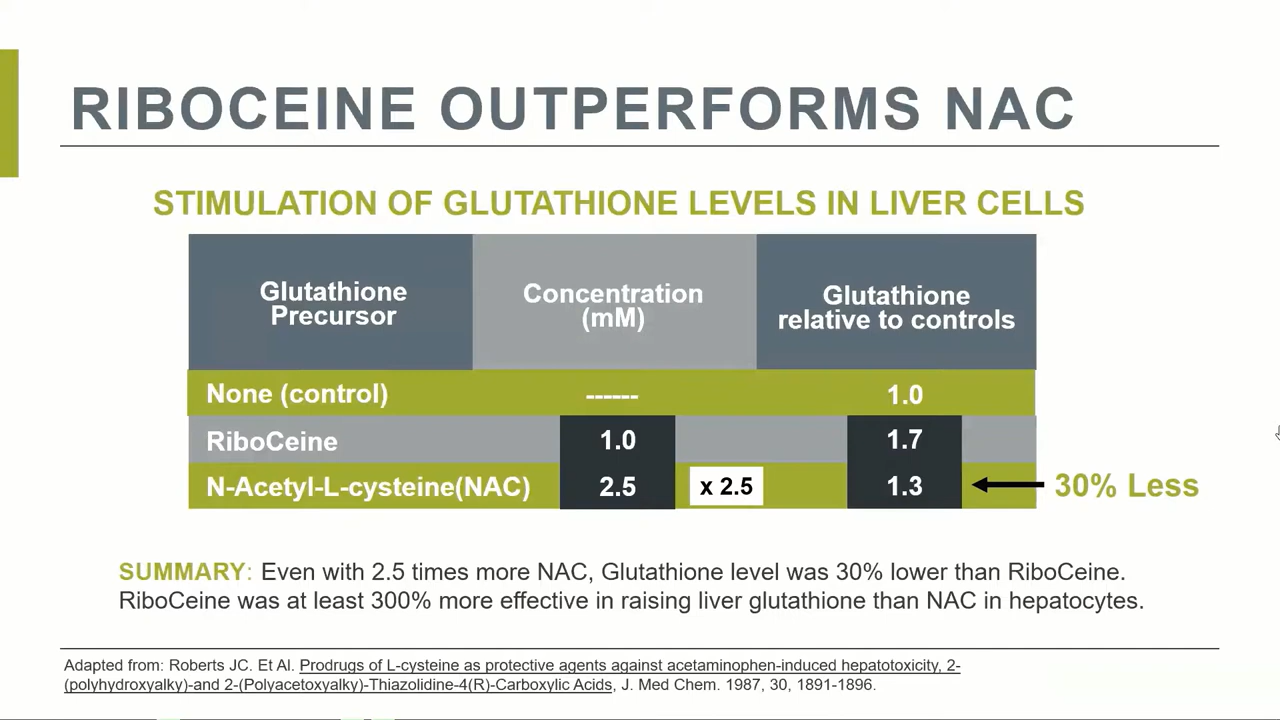 RIBOCEINE OUTPERFORMS NAC
STIMULATION OF GLUTATHIONE LEVELS IN LIVER CELLS
Glutathione
Precursor
Concentration
(mM)
Glutathione
relative to controls
None (control) ------ 1.0
RiboCeine 1.0 1.7
N-Acetyl-L-cysteine(NAC) 2.5 x 2.5 1.3 30% Less
SUMMARY: Even with 2.5 times more NAC, Glutathione level was 30% lower than RiboCeine.
RiboCeine was at least 300% more effective in raising liver glutathione than NAC in hepatocytes.
Adapted from: Roberts JC. Et Al. Prodrugs of L-cysteine as protective agents against acetaminophen-induced hepatotoxicity, 2-
(polyhydroxyalky)-and 2-(Polyacetoxyalky)-Thiazolidine-4(R)-Carboxylic Acids, J. Med Chem. 1987, 30, 1891-1896.